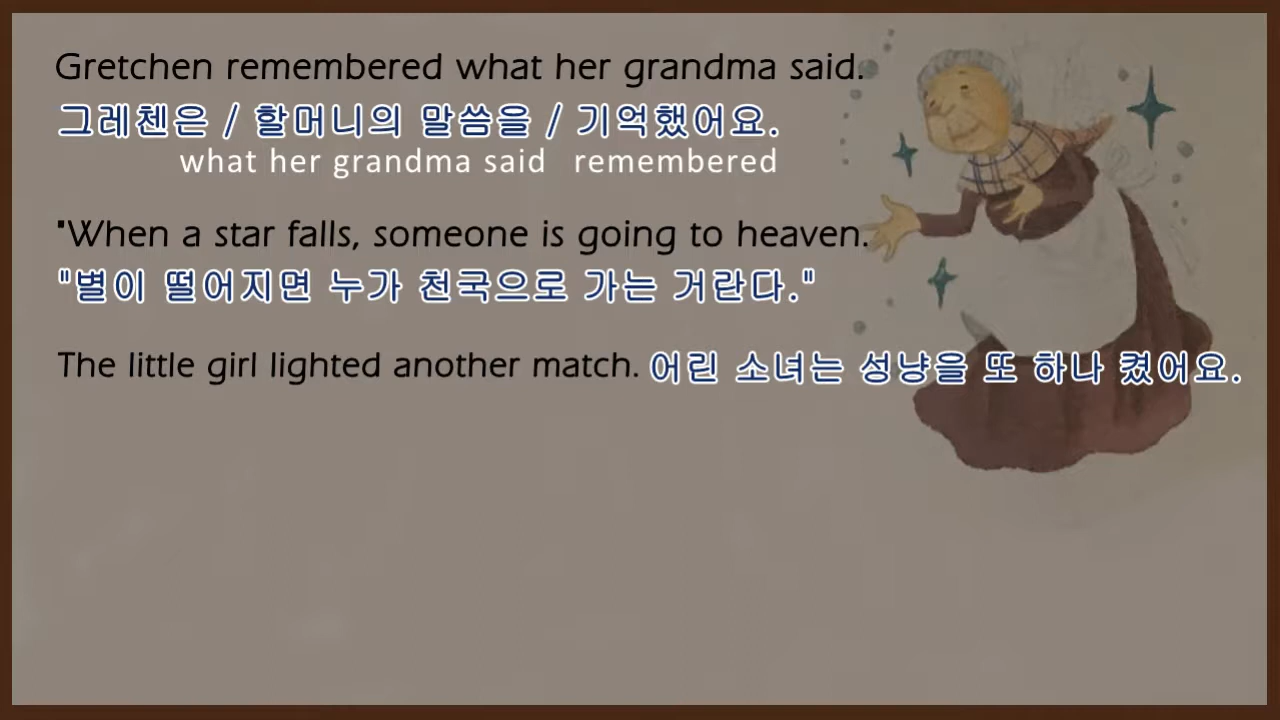 Gretchen remembered what her grandma said.
그레첸은 / 할머니의 말씀을 / 기억했어요.
what her grandma said remembered
"When a star falls, someone is going to heaven.
"별이 떨어지면 누가 천국으로 가는 거란다."
The little girl lighted another match. 어린 소녀는 성냥을 또 하나 켰어요.